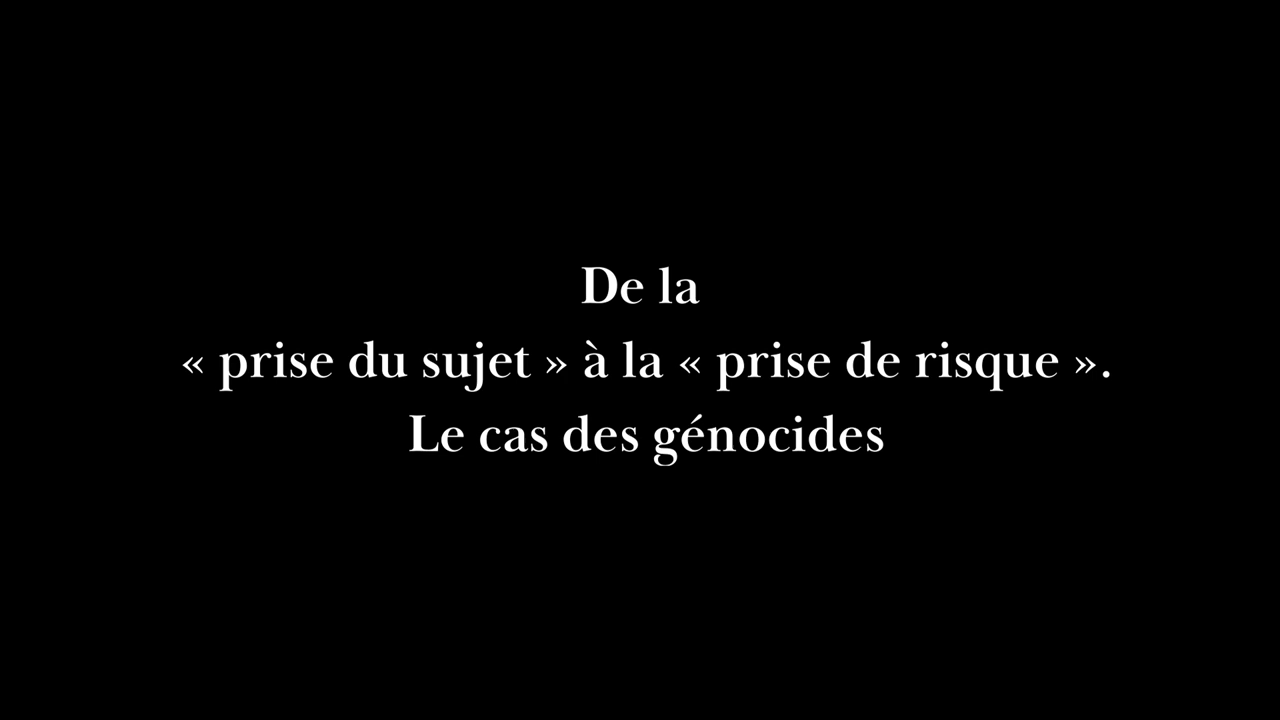 De la
« prise du sujet » à la « prise de risque ».
Le cas des génocides